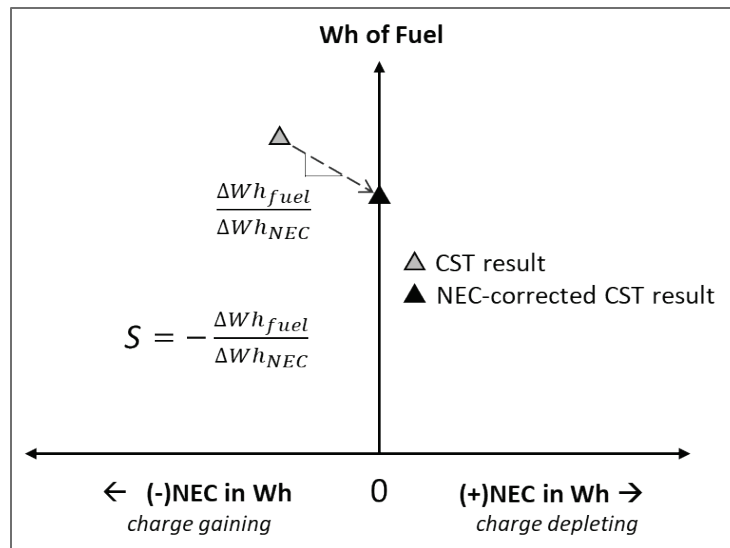 Wh of Fuel
ΔWh_fuel
ΔWh_NEC
CST result
NEC-corrected CST result
S = − ΔWh_fuel
ΔWh_NEC
← (-)NEC in Wh 0 (+)NEC in Wh →
charge gaining charge depleting